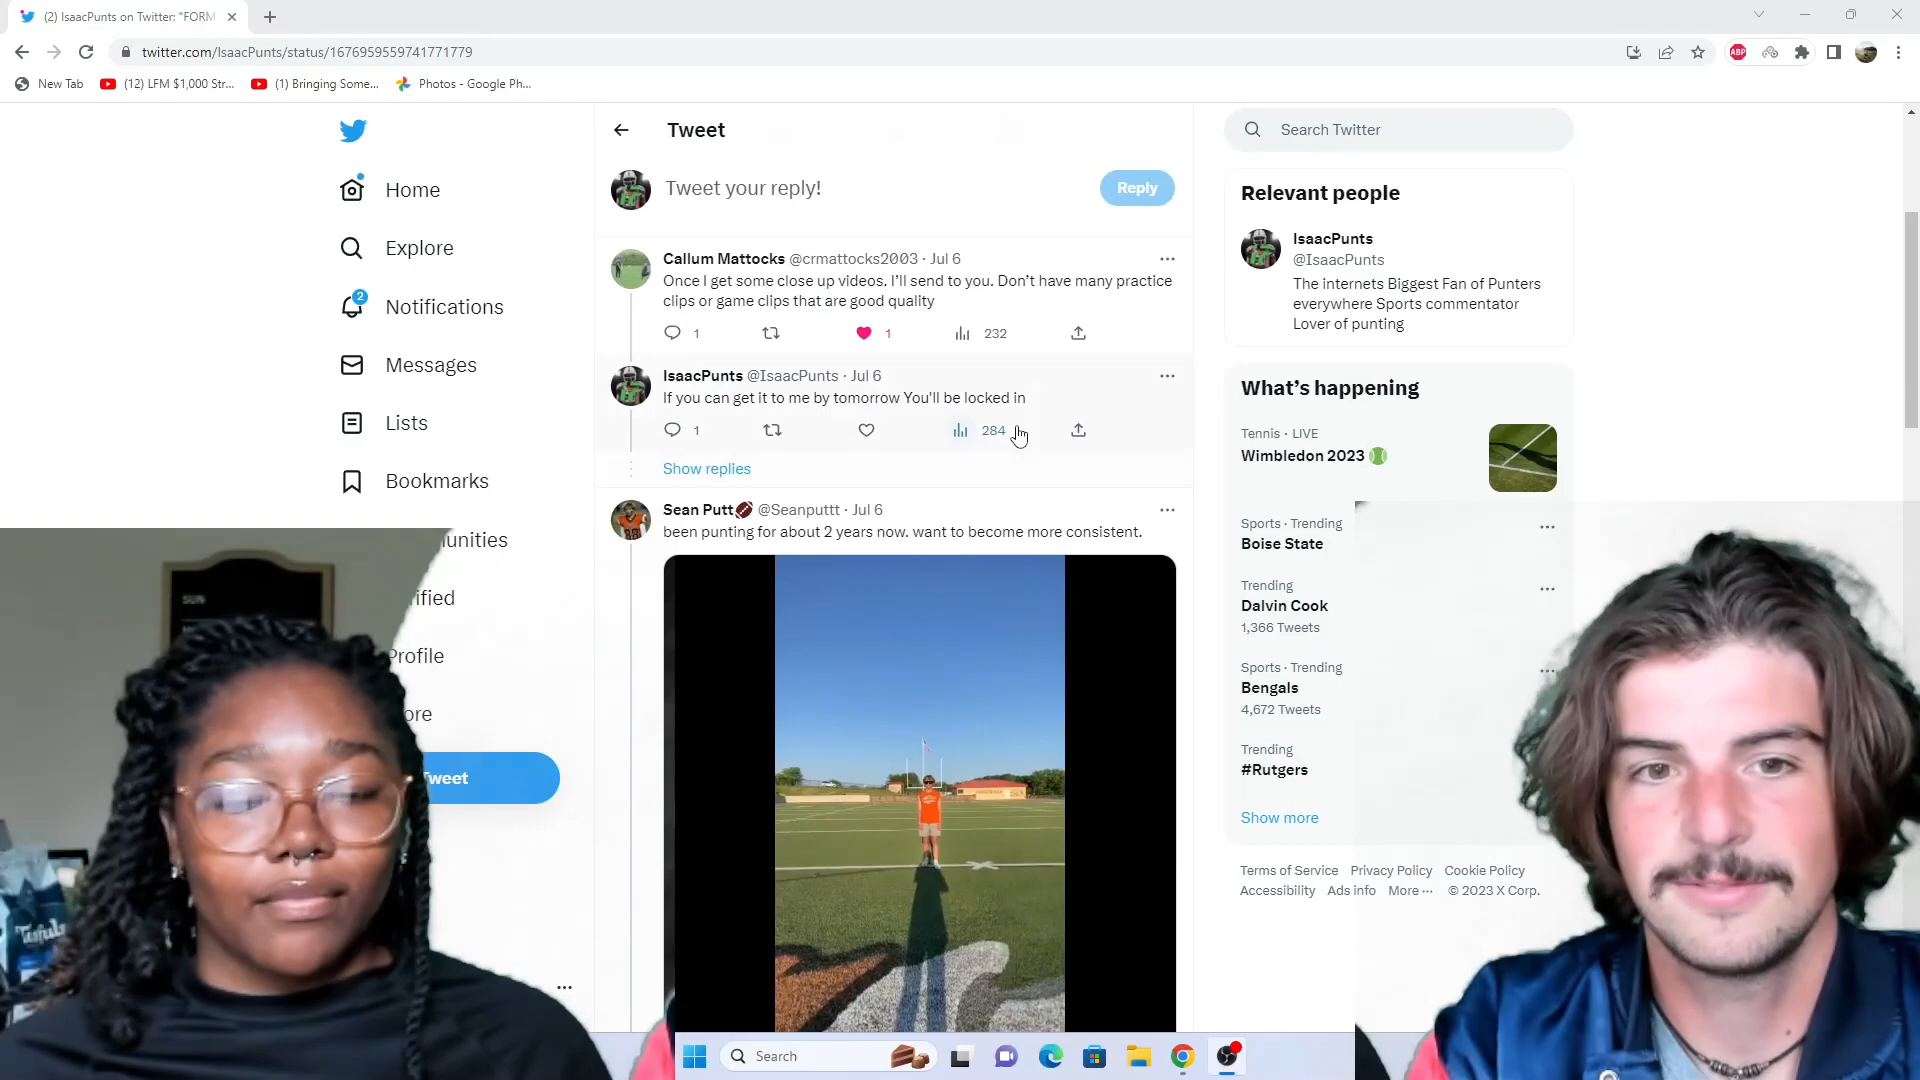 (2) IsaacPunts on Twitter: "FORM
twitter.com/IsaacPunts/status/1676959559741771779
New Tab
(12) LFM $1,000 Str...
(1) Bringing Some...
Photos - Google Ph...
Home
Explore
2
Notifications
Messages
Lists
Bookmarks
unities
rified
Profile
ore
Tweet
Tweet
Tweet your reply!
Reply
Callum Mattocks @crmattocks2003 · Jul 6
Once I get some close up videos. I'll send to you. Don't have many practice
clips or game clips that are good quality
1 1 232
IsaacPunts @IsaacPunts · Jul 6
If you can get it to me by tomorrow You'll be locked in
1 284
Show replies
Sean Putt🏈 @Seanputtt · Jul 6
been punting for about 2 years now. want to become more consistent.
Search Twitter
Relevant people
IsaacPunts
@IsaacPunts
The internets Biggest Fan of Punters
everywhere Sports commentator
Lover of punting
What's happening
Tennis · LIVE
Wimbledon 2023
Sports · Trending
Boise State
Trending
Dalvin Cook
1,366 Tweets
Sports · Trending
Bengals
4,672 Tweets
Trending
#Rutgers
Show more
Terms of Service Privacy Policy Cookie Policy
Accessibility Ads info More ··· © 2023 X Corp.
ABP
SUN
Search